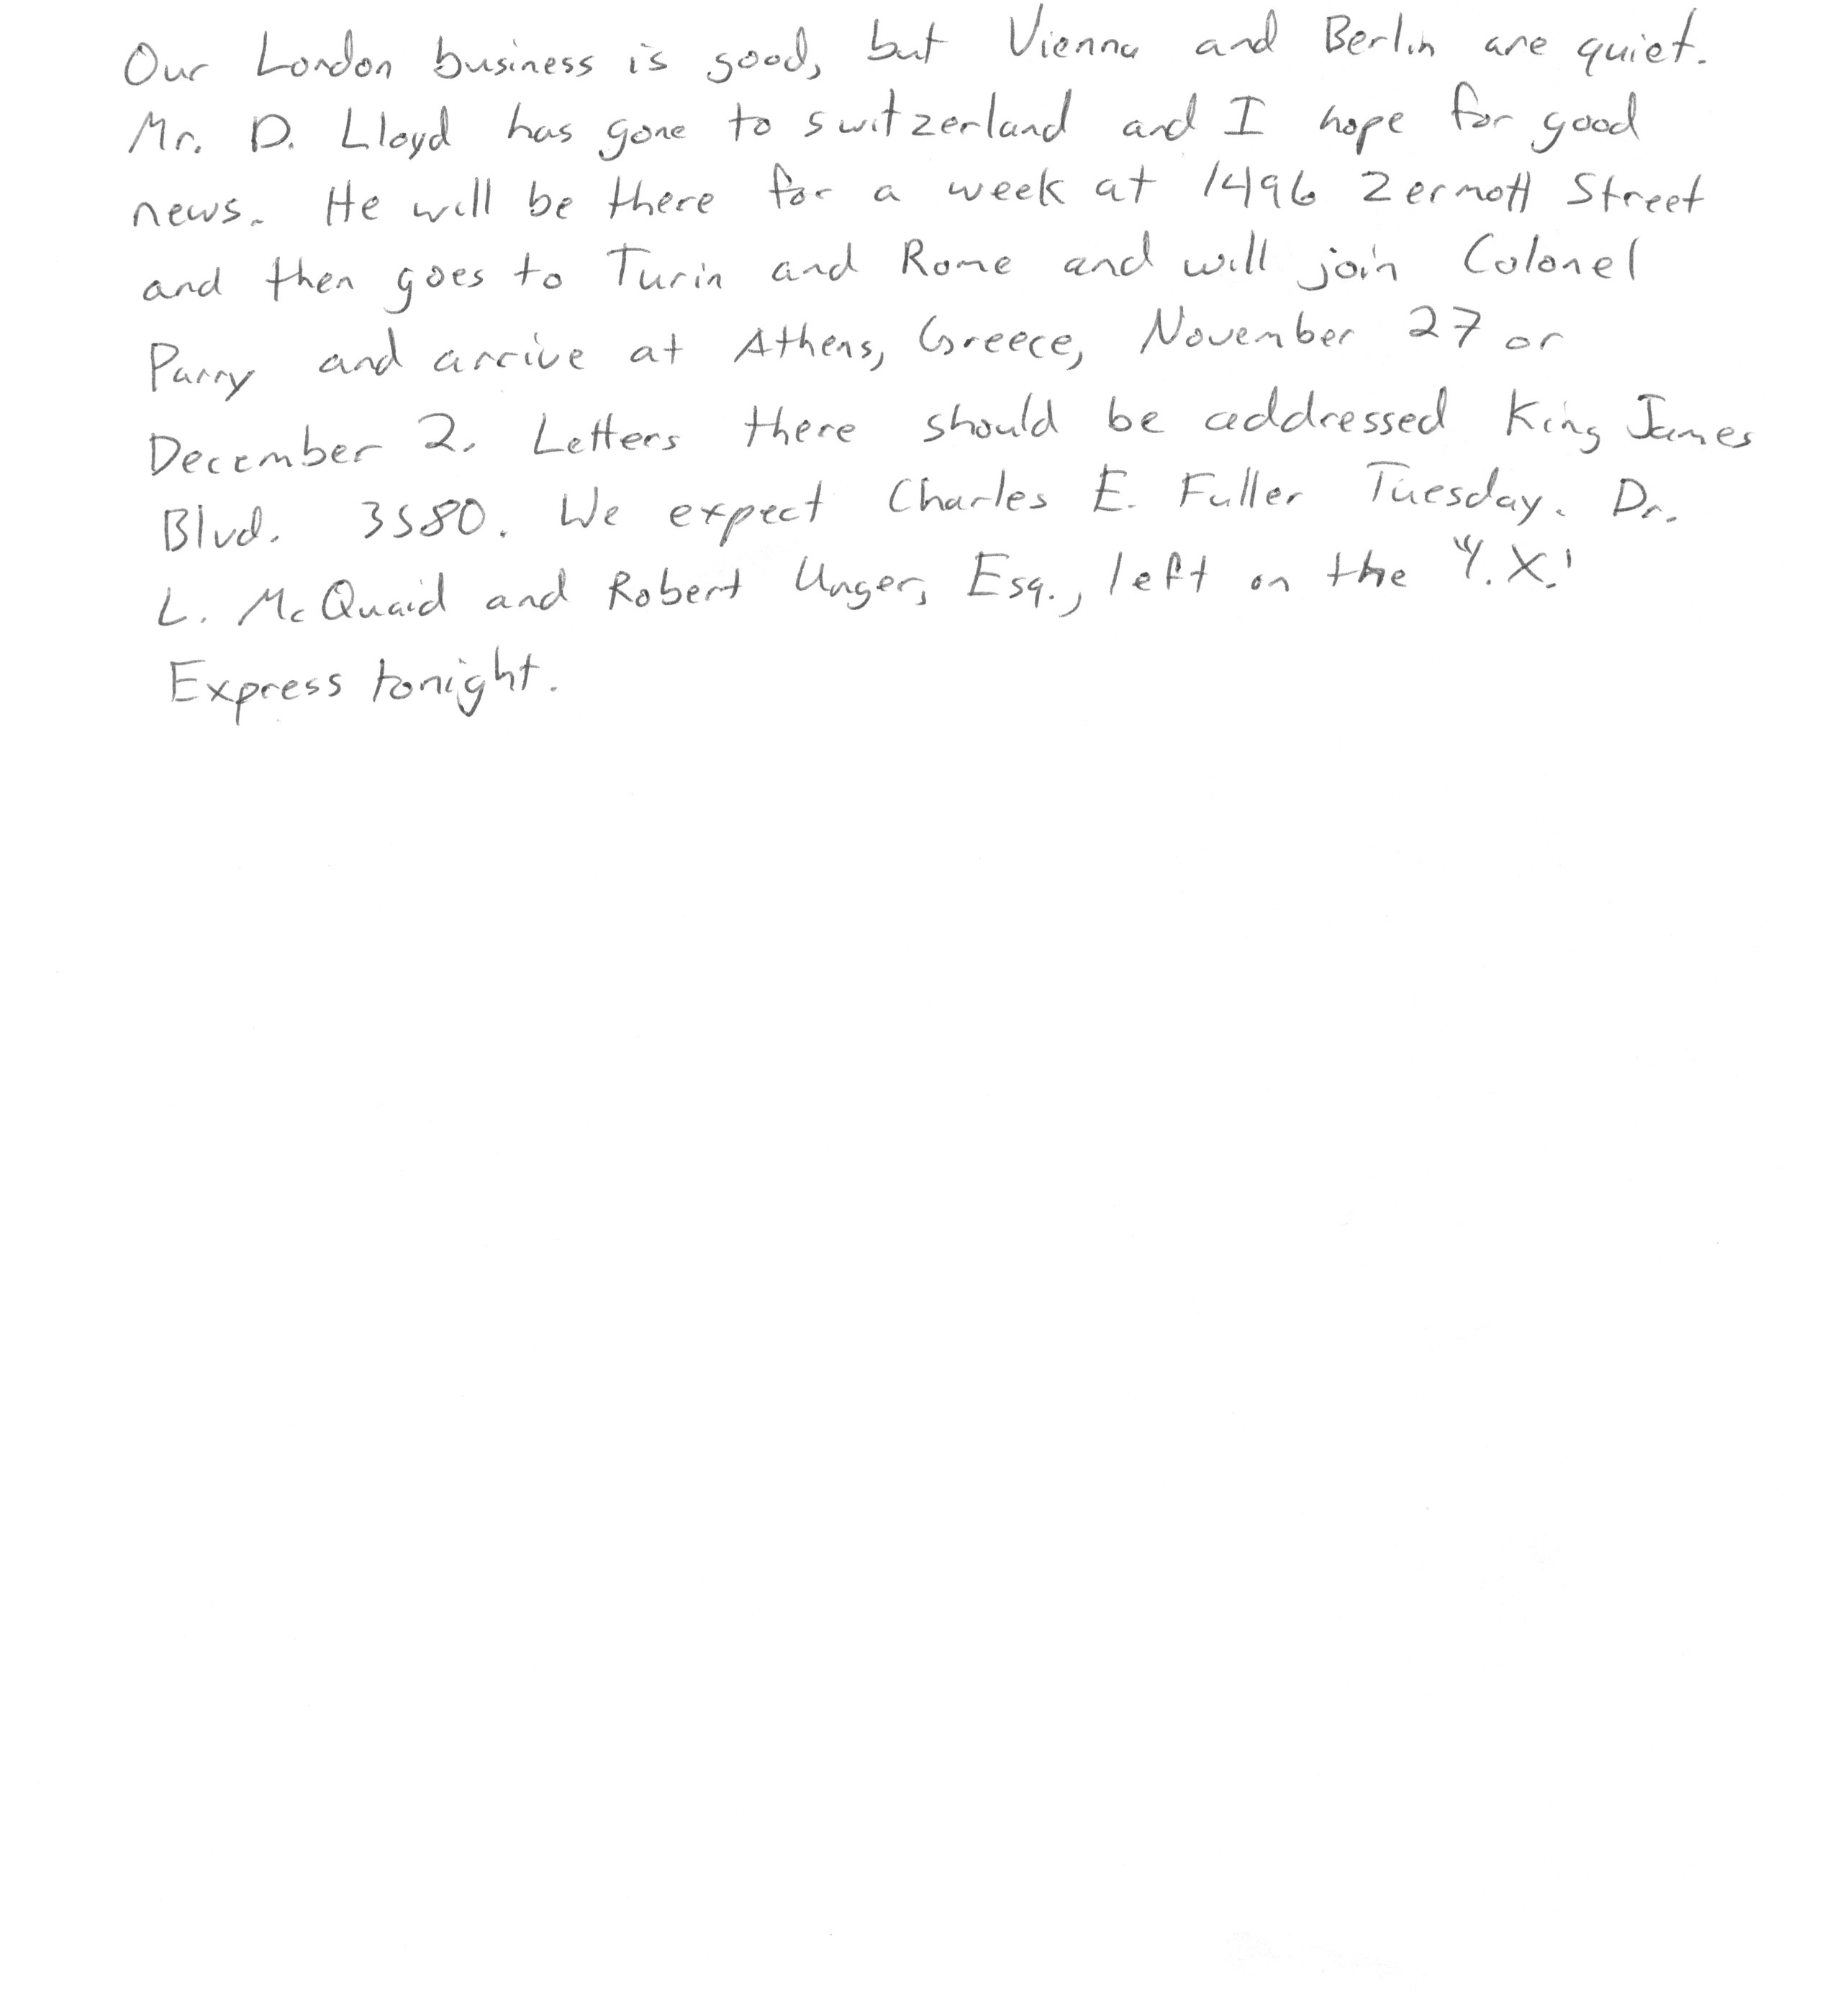 Our London business is good, but Vienna and Berlin are quiet.
Mr. D. Lloyd has gone to switzerland and I hope for good
news. He will be there for a week at 1496 Zermott Street
and then goes to Turin and Rome and will join Colonel
Parry and arrive at Athens, Greece, November 27 or
December 2. Letters there should be addressed King James
Blvd. 3580. We expect Charles E. Fuller Tuesday. Dr.
L. McQuaid and Robert Unger, Esq., left on the "Y.X."
Express tonight.